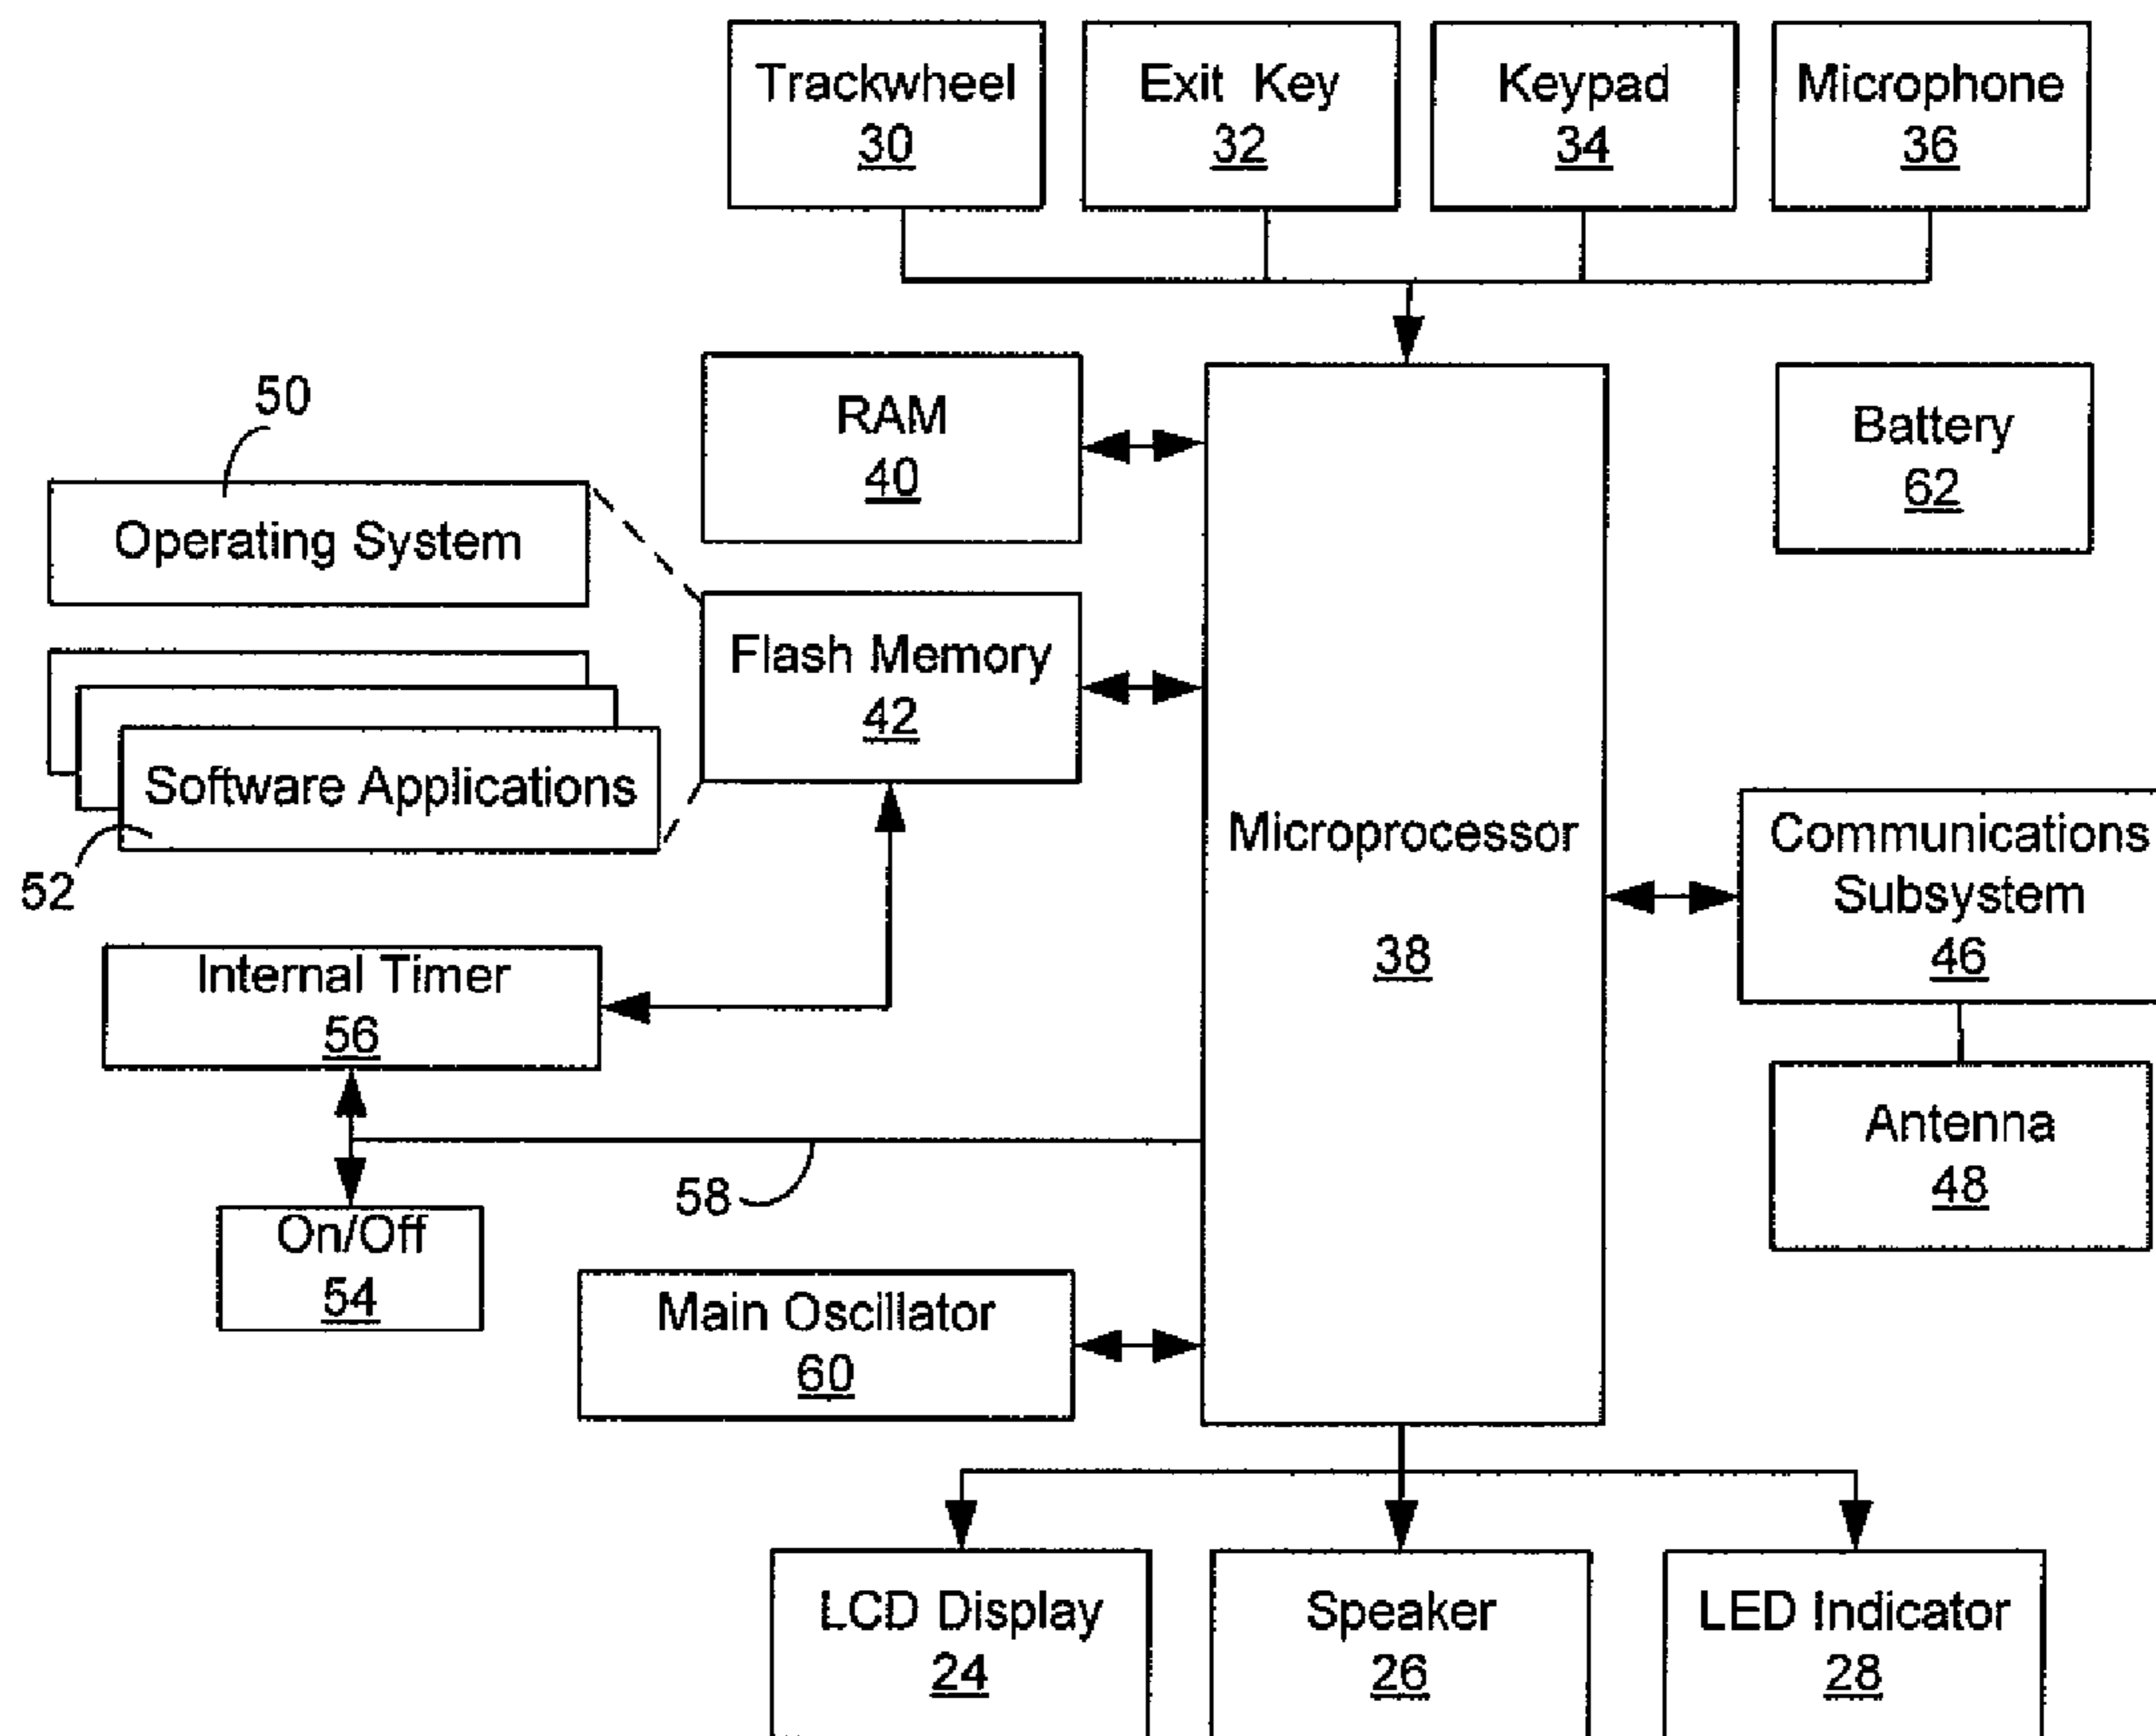 Trackwheel
30
Exit Key
32
Keypad
34
Microphone
36
RAM
40
Battery
62
50
Operating System
Flash Memory
42
Software Applications
52
Microprocessor
38
Communications
Subsystem
46
Internal Timer
56
Antenna
48
58
On/Off
54
Main Oscillator
60
LCD Display
24
Speaker
26
LED Indicator
28